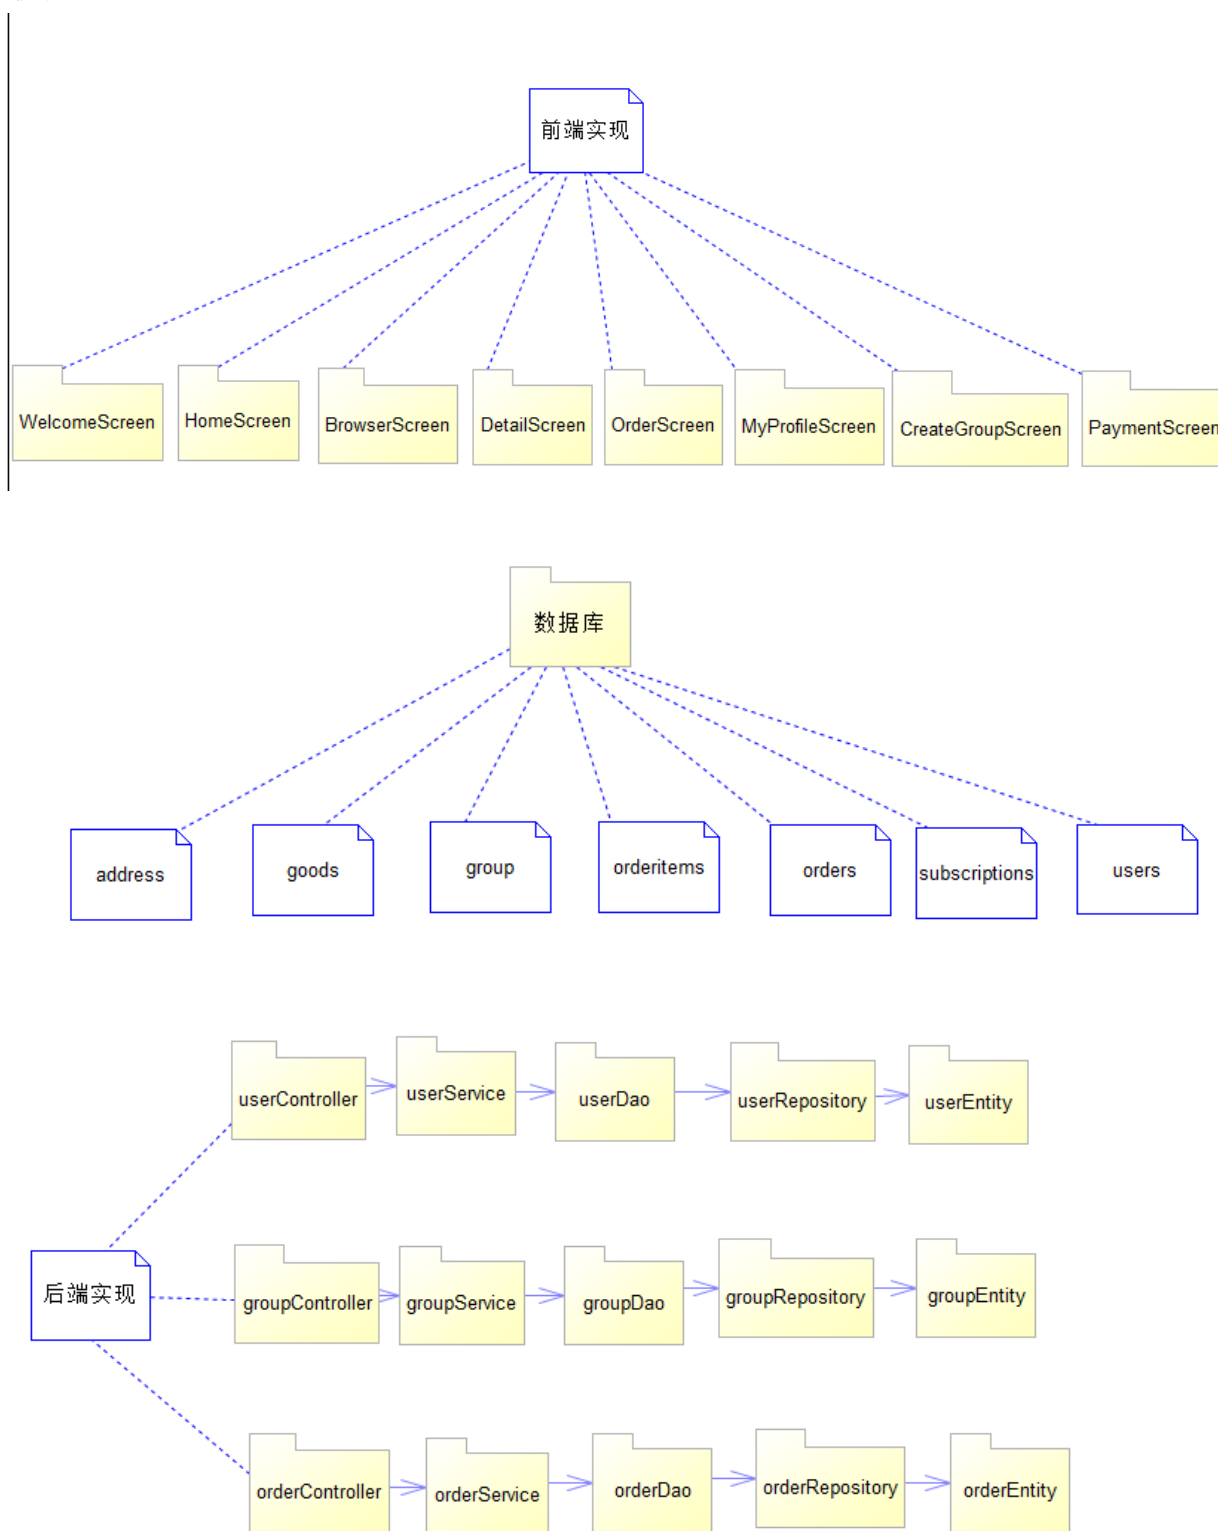 前端实现
WelcomeScreen
HomeScreen
BrowserScreen
DetailScreen
OrderScreen
MyProfileScreen
CreateGroupScreen
PaymentScreen
数据库
address
goods
group
orderitems
orders
subscriptions
users
userController
userService
userDao
userRepository
userEntity
后端实现
groupController
groupService
groupDao
groupRepository
groupEntity
orderController
orderService
orderDao
orderRepository
orderEntity